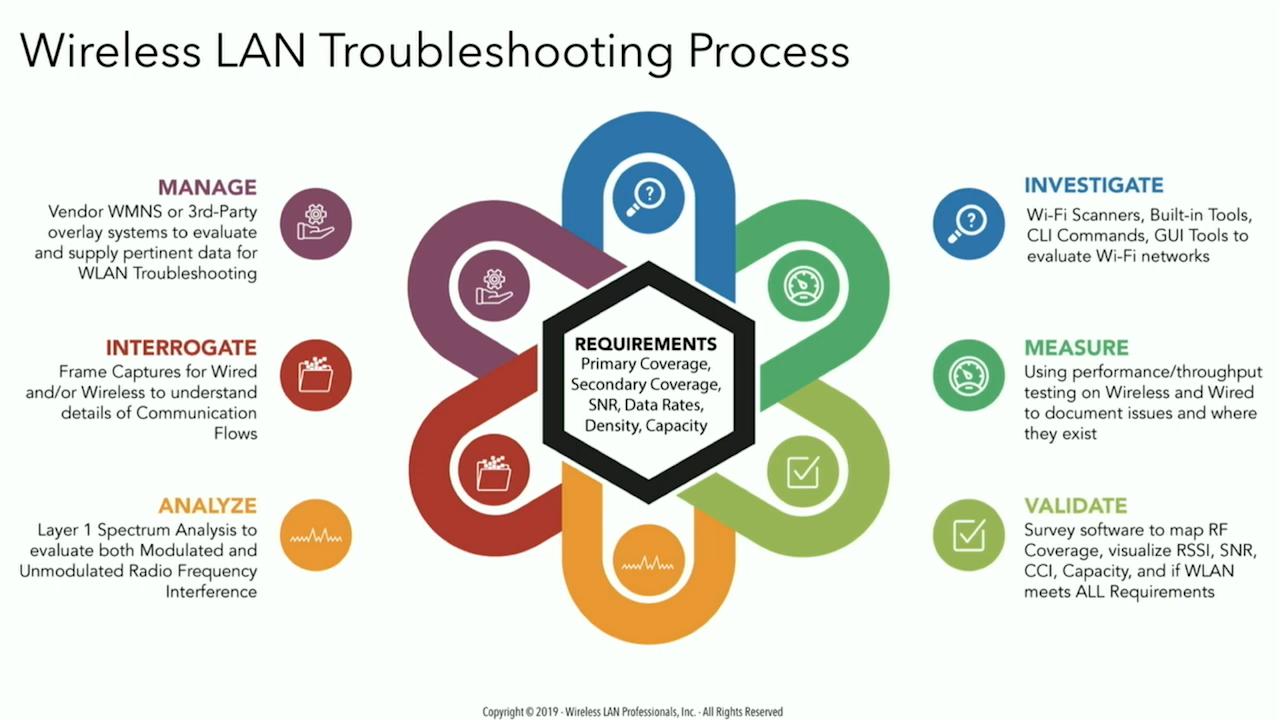 Wireless LAN Troubleshooting Process
MANAGE
Vendor WMNS or 3rd-Party
overlay systems to evaluate
and supply pertinent data for
WLAN Troubleshooting
INTERROGATE
Frame Captures for Wired
and/or Wireless to understand
details of Communication
Flows
ANALYZE
Layer 1 Spectrum Analysis to
evaluate both Modulated and
Unmodulated Radio Frequency
Interference
?
REQUIREMENTS
Primary Coverage,
Secondary Coverage,
SNR, Data Rates,
Density, Capacity
?
INVESTIGATE
Wi-Fi Scanners, Built-in Tools,
CLI Commands, GUI Tools to
evaluate Wi-Fi networks
MEASURE
Using performance/throughput
testing on Wireless and Wired
to document issues and where
they exist
VALIDATE
Survey software to map RF
Coverage, visualize RSSI, SNR,
CCI, Capacity, and if WLAN
meets ALL Requirements
Copyright © 2019 - Wireless LAN Professionals, Inc. - All Rights Reserved